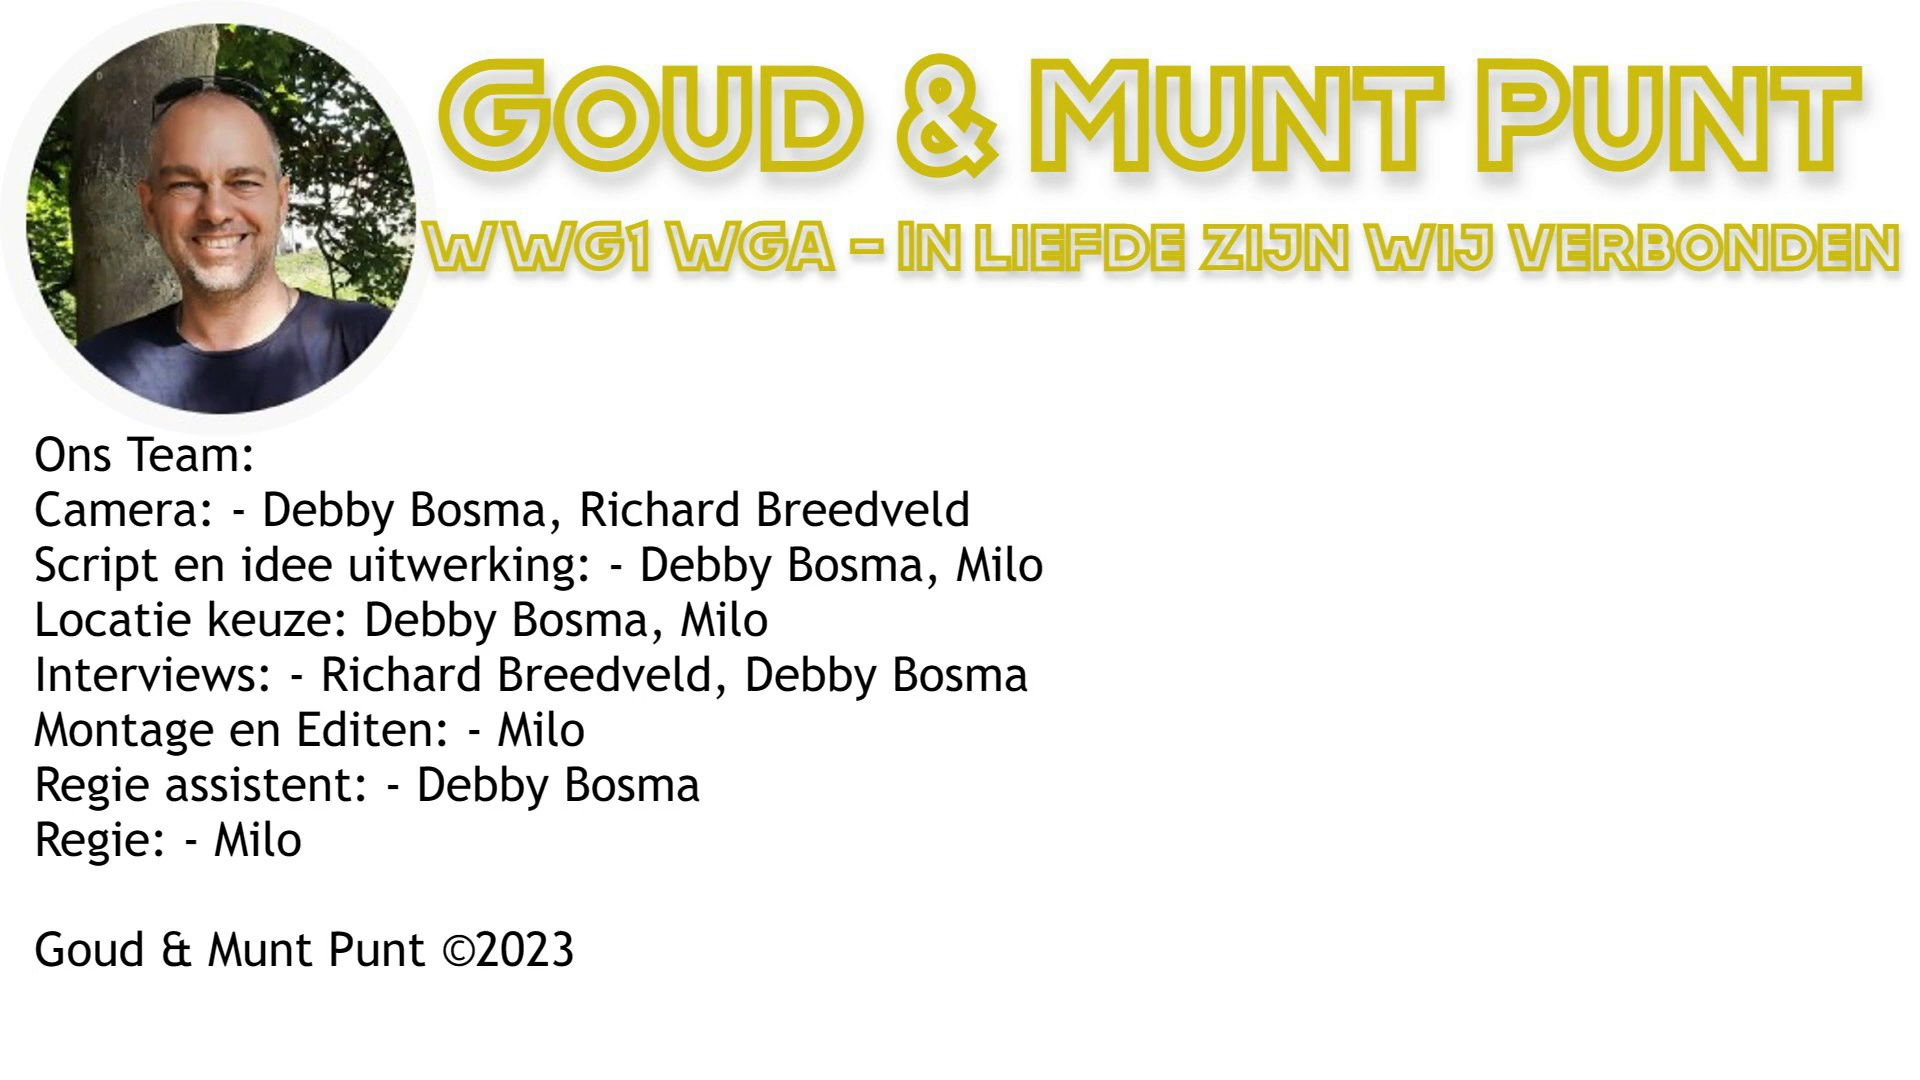 Goud & Munt Punt
WWG1 WGA - In liefde zijn wij verbonden
Ons Team:
Camera: - Debby Bosma, Richard Breedveld
Script en idee uitwerking: - Debby Bosma, Milo
Locatie keuze: Debby Bosma, Milo
Interviews: - Richard Breedveld, Debby Bosma
Montage en Editen: - Milo
Regie assistent: - Debby Bosma
Regie: - Milo
Goud & Munt Punt ©2023